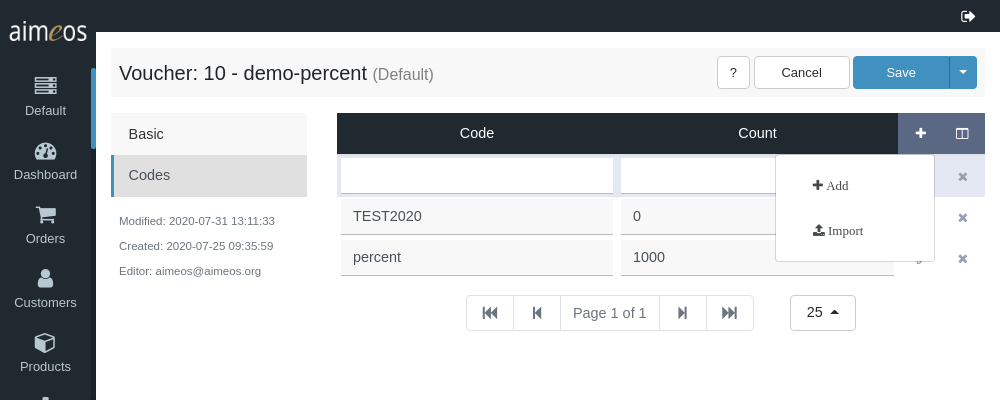 aimeos
Voucher: 10 - demo-percent (Default)
?
Cancel
Save
Default
Dashboard
Orders
Customers
Products
Basic
Codes
Modified: 2020-07-31 13:11:33
Created: 2020-07-25 09:35:59
Editor: aimeos@aimeos.org
Code
Count
Add
Import
TEST2020
0
percent
1000
Page 1 of 1
25